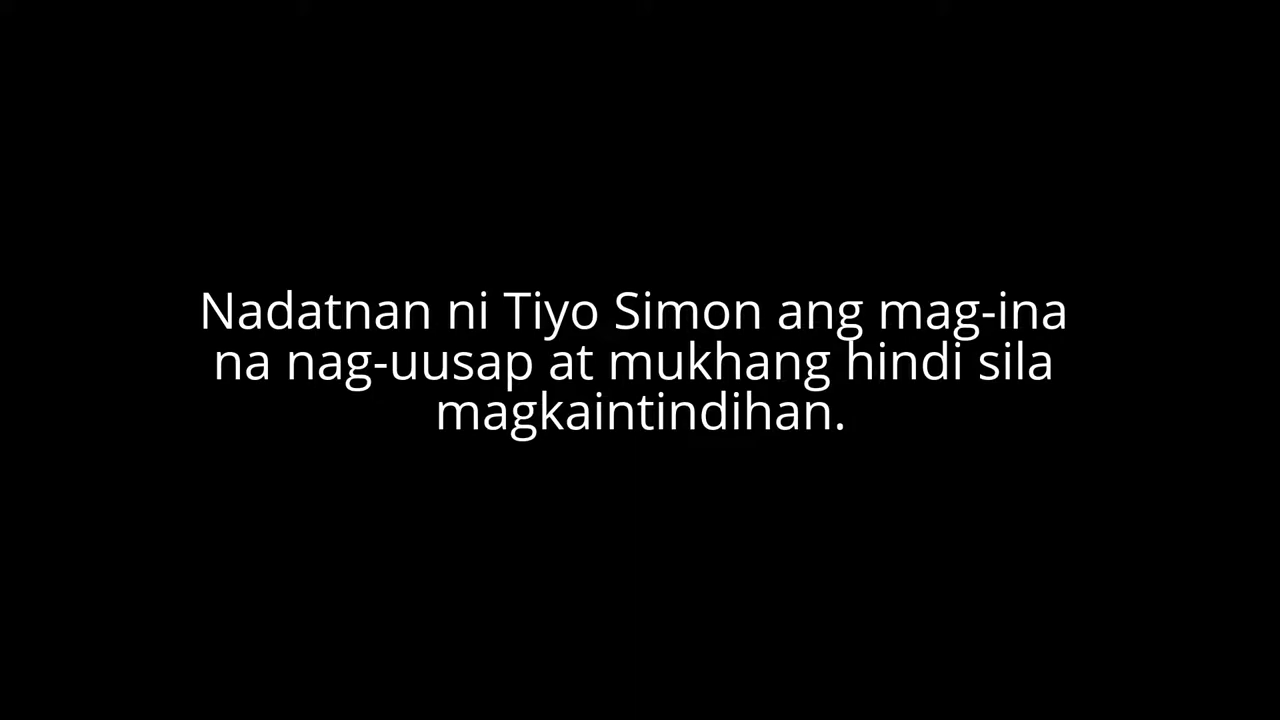 Nadatnan ni Tiyo Simon ang mag-ina
na nag-uusap at mukhang hindi sila
magkaintindihan.